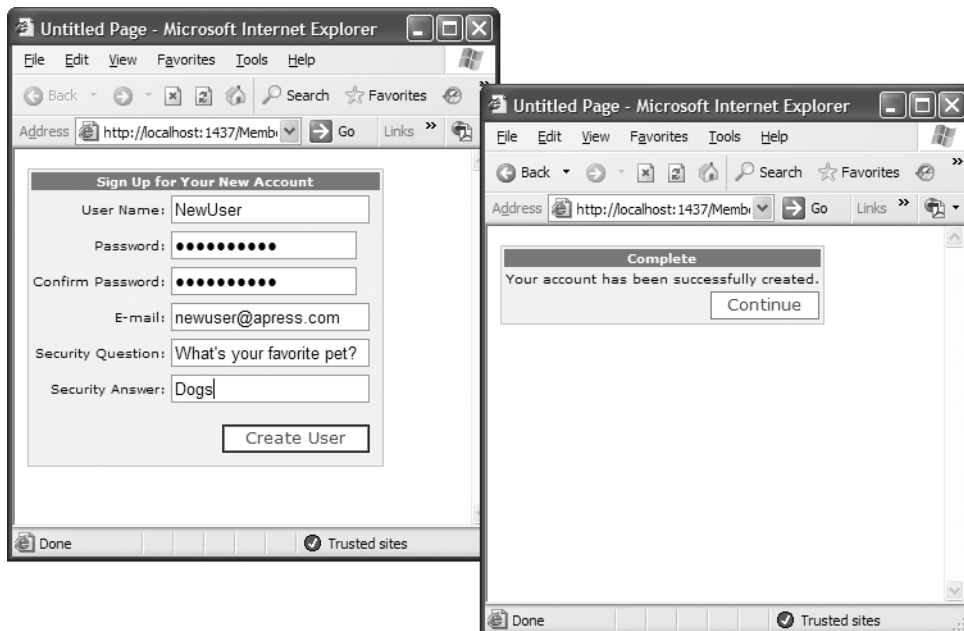 Untitled Page - Microsoft Internet Explorer
File Edit View Favorites Tools Help
Back Search Favorites »
Address http://localhost:1437/Memb Go Links »
Sign Up for Your New Account
User Name: NewUser
Password: ●●●●●●●●●●
Confirm Password: ●●●●●●●●●●
E-mail: newuser@apress.com
Security Question: What's your favorite pet?
Security Answer: Dogs
Create User
Done Trusted sites
Untitled Page - Microsoft Internet Explorer
File Edit View Favorites Tools Help
Back Search Favorites »
Address http://localhost:1437/Memb Go Links »
Complete
Your account has been successfully created.
Continue
Done Trusted sites